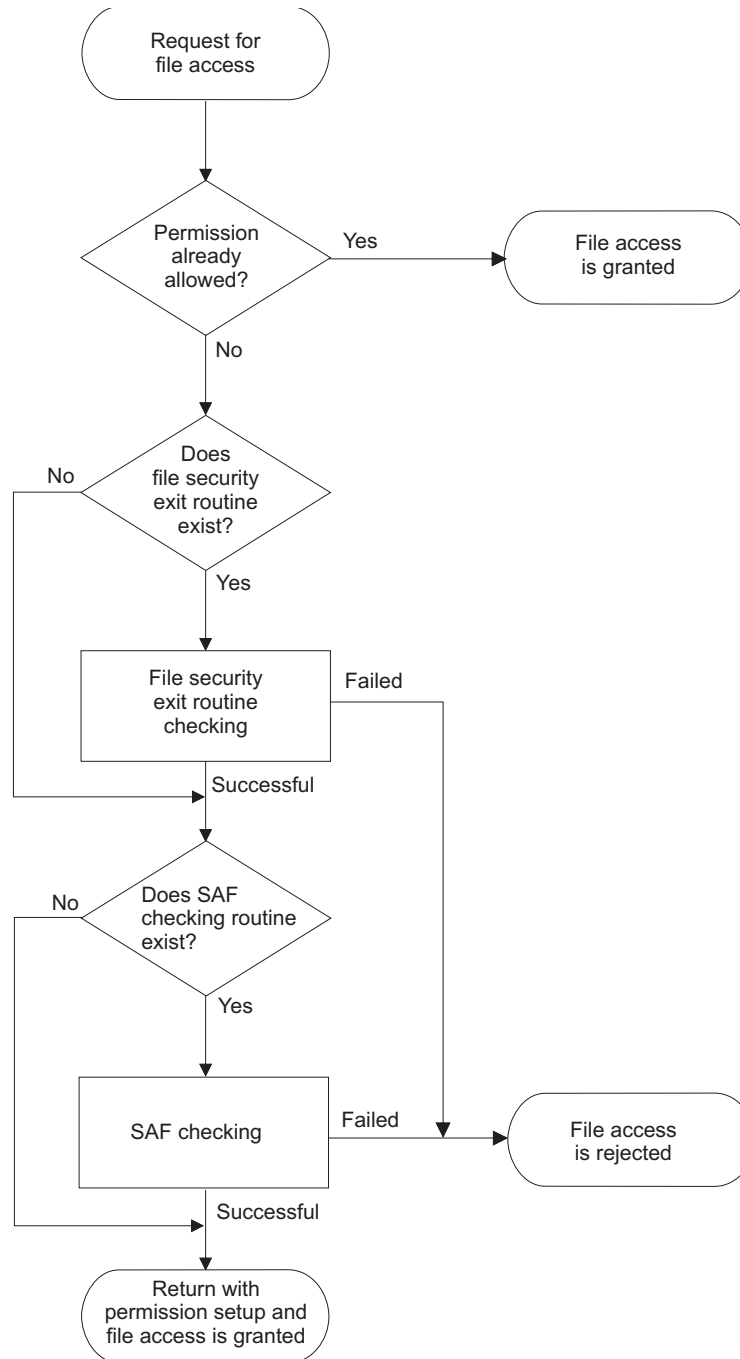 Request for
file access
Permission
already
allowed?
Yes
File access
is granted
No
Does
file security
exit routine
exist?
No
Yes
File security
exit routine
checking
Failed
Successful
Does SAF
checking routine
exist?
No
Yes
SAF checking
Failed
File access
is rejected
Successful
Return with
permission setup and
file access is granted